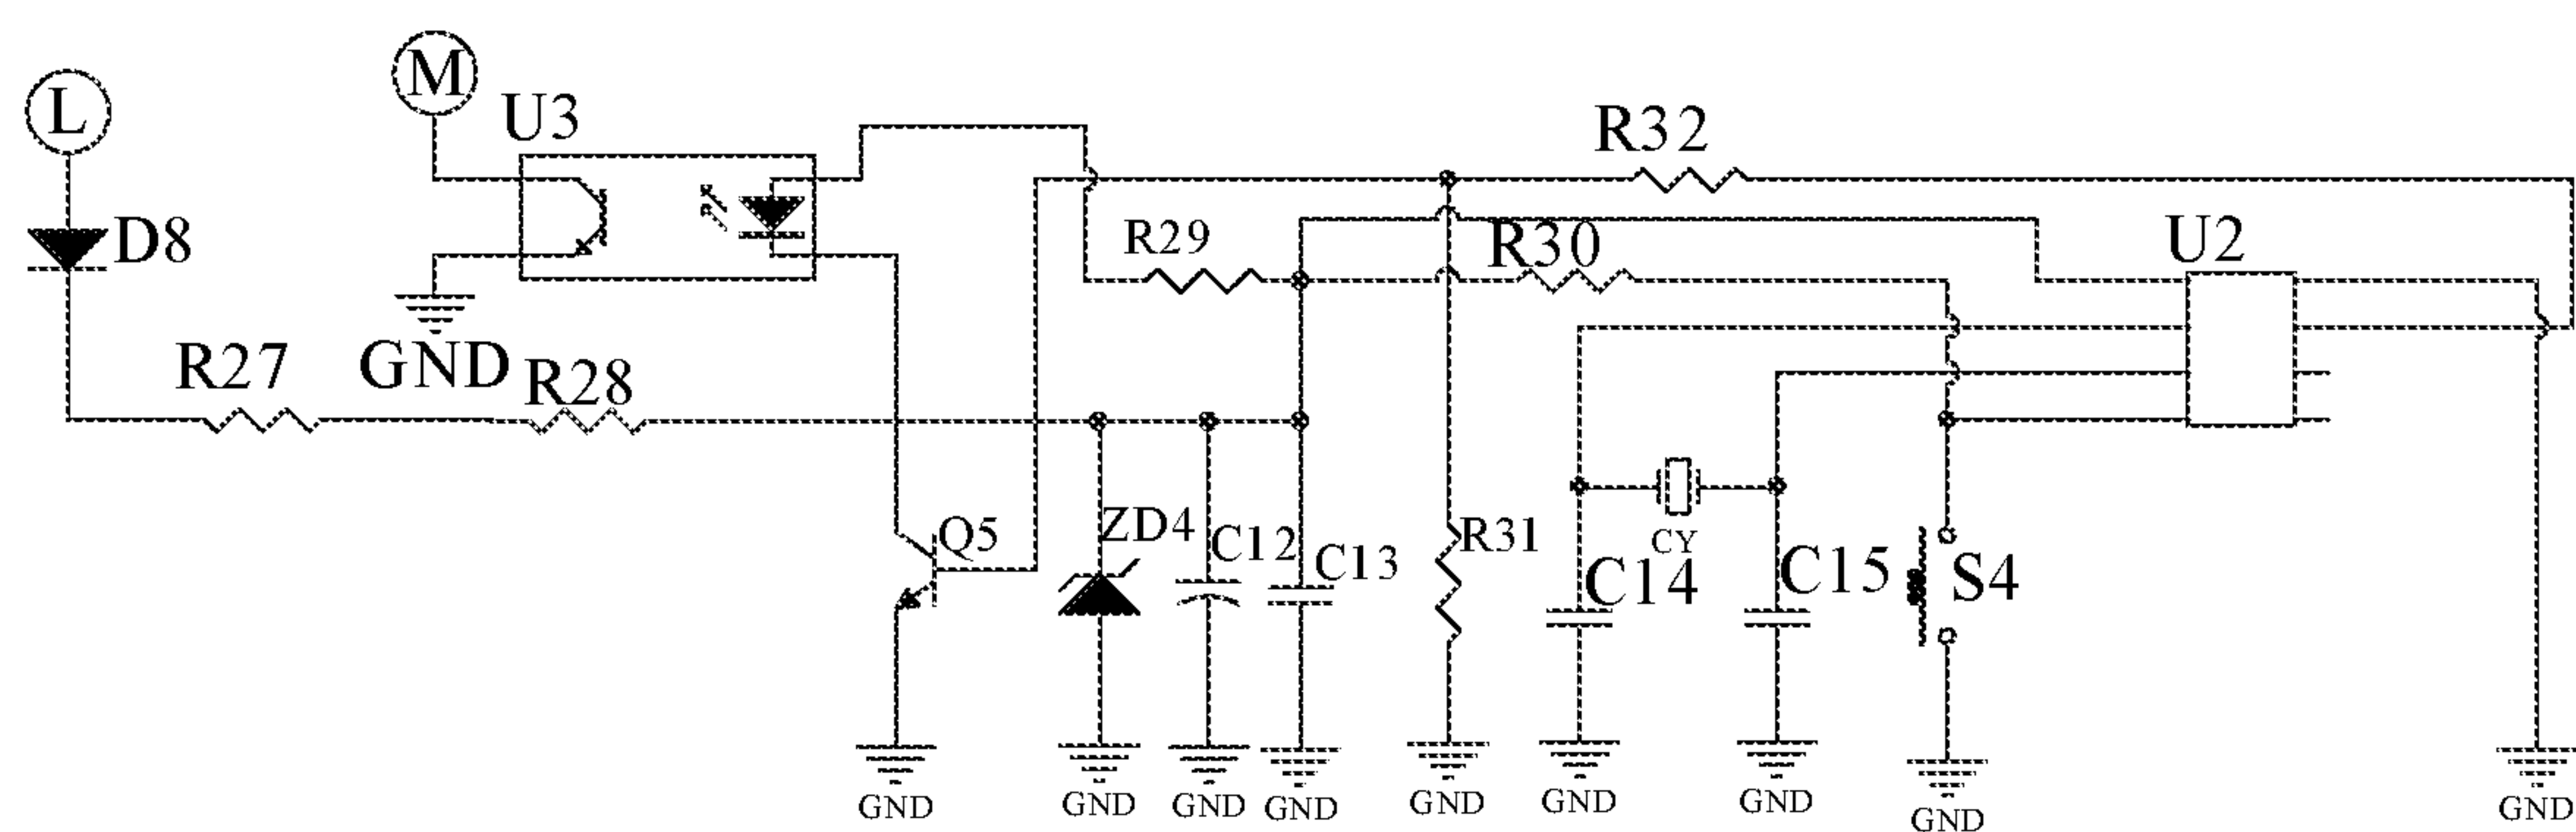 M
L
U3
R32
D8
R29
R30
U2
R27
GND
R28
Q5
ZD4
C12
C13
R31
CY
C14
C15
S4
GND
GND
GND
GND
GND
GND
GND
GND
GND